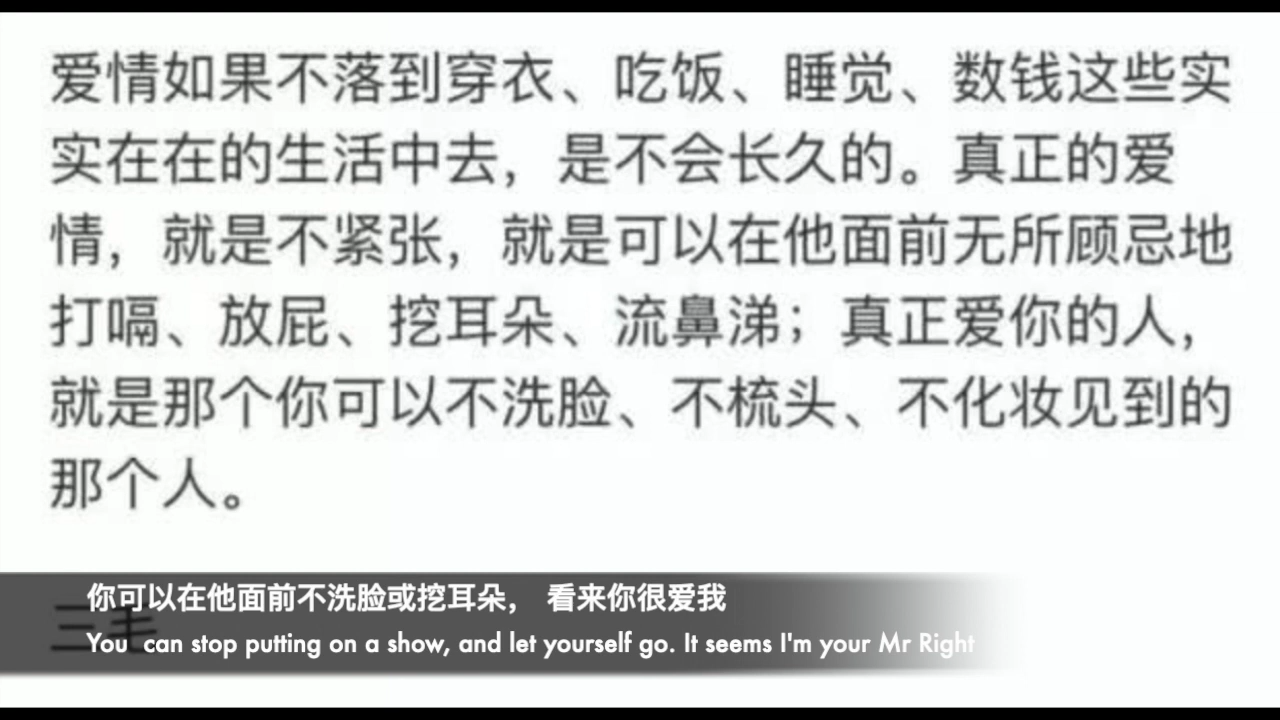 爱情如果不落到穿衣、吃饭、睡觉、数钱这些实
实在在的生活中去，是不会长久的。真正的爱
情，就是不紧张，就是可以在他面前无所顾忌地
打嗝、放屁、挖耳朵、流鼻涕；真正爱你的人，
就是那个你可以不洗脸、不梳头、不化妆见到的
那个人。
你可以在他面前不洗脸或挖耳朵， 看来你很爱我
三毛
You can stop putting on a show, and let yourself go. It seems I'm your Mr Right